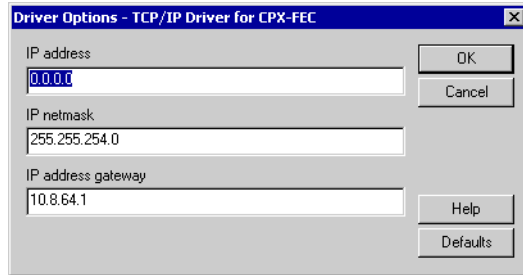 Driver Options - TCP/IP Driver for CPX-FEC
IP address
0.0.0.0
OK
Cancel
IP netmask
255.255.254.0
IP address gateway
10.8.64.1
Help
Defaults